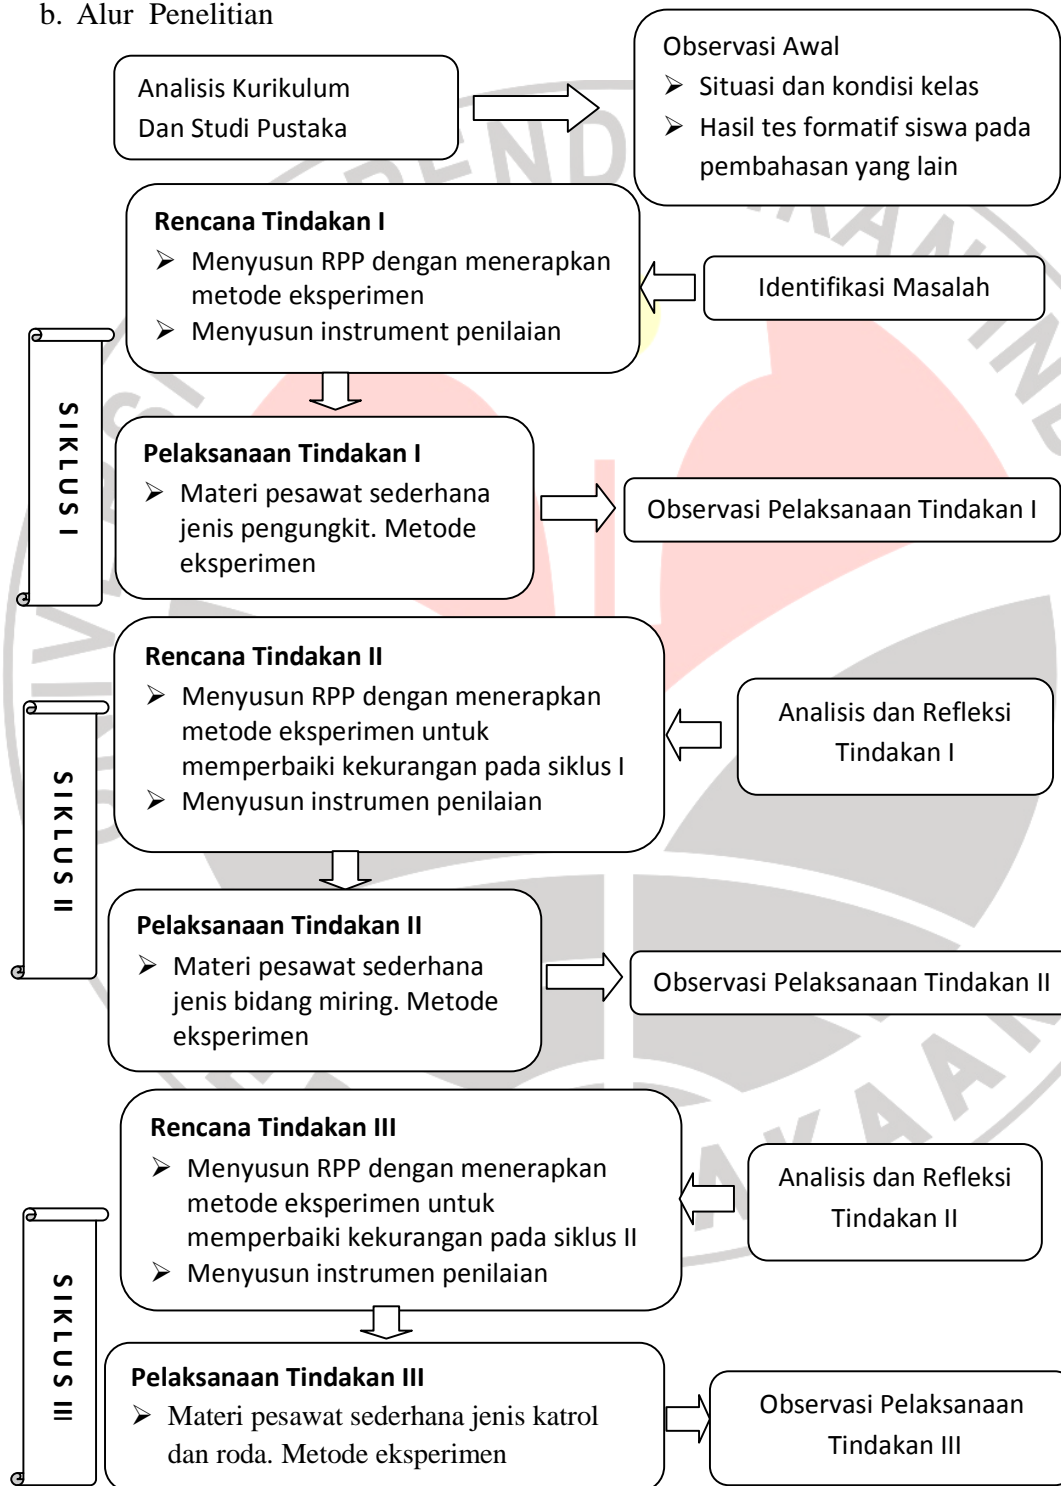 b. Alur Penelitian
Analisis Kurikulum
Dan Studi Pustaka
Observasi Awal
➢ Situasi dan kondisi kelas
➢ Hasil tes formatif siswa pada
pembahasan yang lain
Rencana Tindakan I
➢ Menyusun RPP dengan menerapkan
metode eksperimen
➢ Menyusun instrument penilaian
Identifikasi Masalah
SIKLUS I
Pelaksanaan Tindakan I
➢ Materi pesawat sederhana
jenis pengungkit. Metode
eksperimen
Observasi Pelaksanaan Tindakan I
Rencana Tindakan II
➢ Menyusun RPP dengan menerapkan
metode eksperimen untuk
memperbaiki kekurangan pada siklus I
➢ Menyusun instrumen penilaian
Analisis dan Refleksi
Tindakan I
SIKLUS II
Pelaksanaan Tindakan II
➢ Materi pesawat sederhana
jenis bidang miring. Metode
eksperimen
Observasi Pelaksanaan Tindakan II
Rencana Tindakan III
➢ Menyusun RPP dengan menerapkan
metode eksperimen untuk
memperbaiki kekurangan pada siklus II
➢ Menyusun instrumen penilaian
Analisis dan Refleksi
Tindakan II
SIKLUS III
Pelaksanaan Tindakan III
➢ Materi pesawat sederhana jenis katrol
dan roda. Metode eksperimen
Observasi Pelaksanaan
Tindakan III